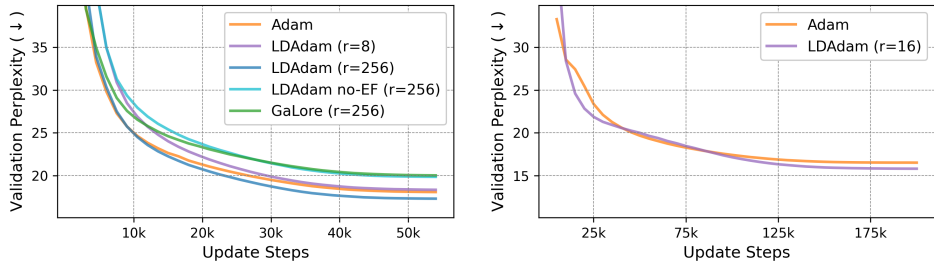 Validation Perplexity (↓)
35
30
25
20
10k 20k 30k 40k 50k
Update Steps
Adam
LDAdam (r=8)
LDAdam (r=256)
LDAdam no-EF (r=256)
GaLore (r=256)
Validation Perplexity (↓)
30
25
20
15
25k 75k 125k 175k
Update Steps
Adam
LDAdam (r=16)